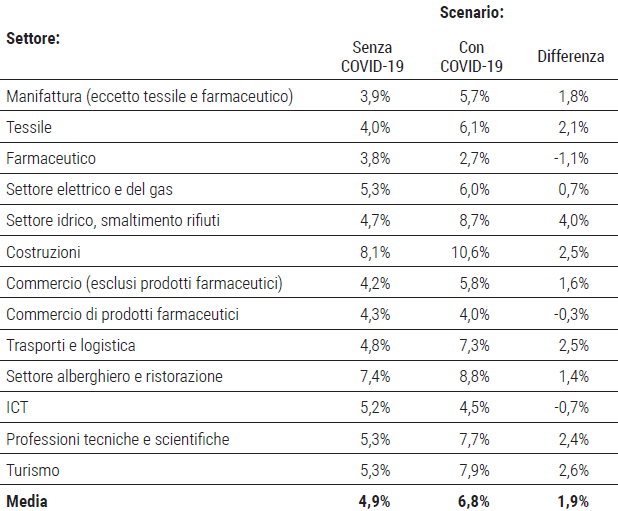 Scenario:
Settore:
Senza COVID-19 Con COVID-19 Differenza
Manifattura (eccetto tessile e farmaceutico) 3,9% 5,7% 1,8%
Tessile 4,0% 6,1% 2,1%
Farmaceutico 3,8% 2,7% -1,1%
Settore elettrico e del gas 5,3% 6,0% 0,7%
Settore idrico, smaltimento rifiuti 4,7% 8,7% 4,0%
Costruzioni 8,1% 10,6% 2,5%
Commercio (esclusi prodotti farmaceutici) 4,2% 5,8% 1,6%
Commercio di prodotti farmaceutici 4,3% 4,0% -0,3%
Trasporti e logistica 4,8% 7,3% 2,5%
Settore alberghiero e ristorazione 7,4% 8,8% 1,4%
ICT 5,2% 4,5% -0,7%
Professioni tecniche e scientifiche 5,3% 7,7% 2,4%
Turismo 5,3% 7,9% 2,6%
Media 4,9% 6,8% 1,9%